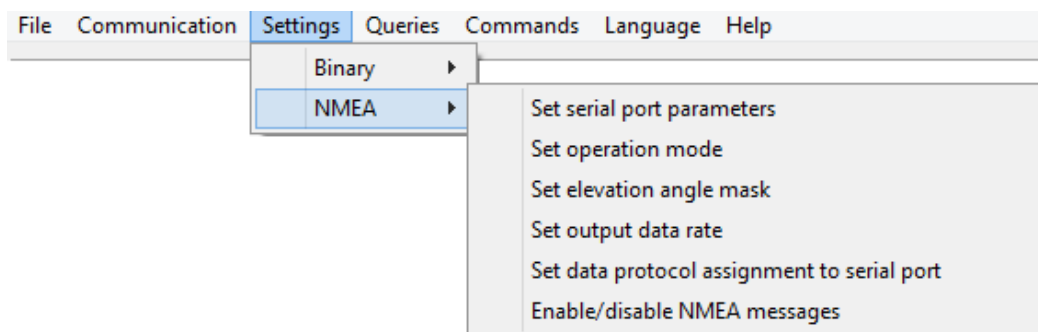 File Communication Settings Queries Commands Language Help
Binary
NMEA
Set serial port parameters
Set operation mode
Set elevation angle mask
Set output data rate
Set data protocol assignment to serial port
Enable/disable NMEA messages